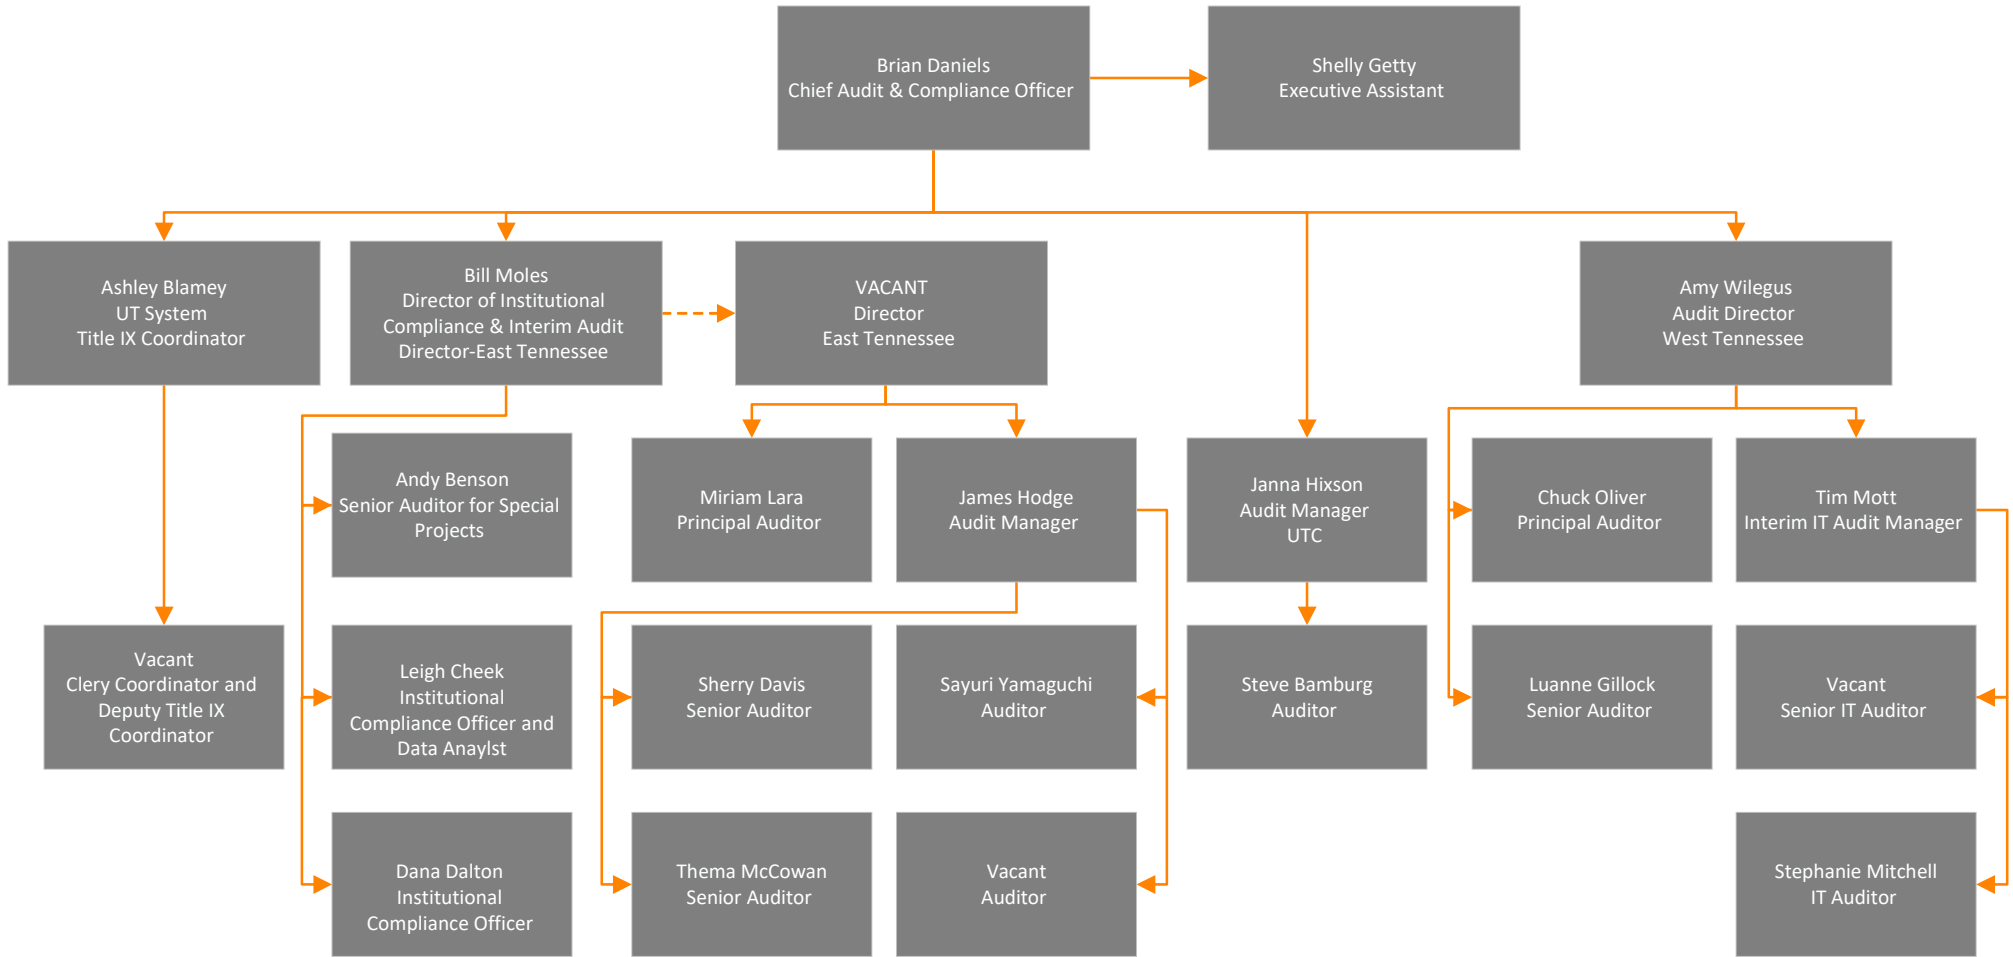 Brian Daniels
Chief Audit & Compliance Officer
Shelly Getty
Executive Assistant
Ashley Blamey
UT System
Title IX Coordinator
Bill Moles
Director of Institutional
Compliance & Interim Audit
Director-East Tennessee
VACANT
Director
East Tennessee
Amy Wilegus
Audit Director
West Tennessee
Andy Benson
Senior Auditor for Special
Projects
Miriam Lara
Principal Auditor
James Hodge
Audit Manager
Janna Hixson
Audit Manager
UTC
Chuck Oliver
Principal Auditor
Tim Mott
Interim IT Audit Manager
Vacant
Clery Coordinator and
Deputy Title IX
Coordinator
Leigh Cheek
Institutional
Compliance Officer and
Data Anaylst
Sherry Davis
Senior Auditor
Sayuri Yamaguchi
Auditor
Steve Bamburg
Auditor
Luanne Gillock
Senior Auditor
Vacant
Senior IT Auditor
Dana Dalton
Institutional
Compliance Officer
Thema McCowan
Senior Auditor
Vacant
Auditor
Stephanie Mitchell
IT Auditor